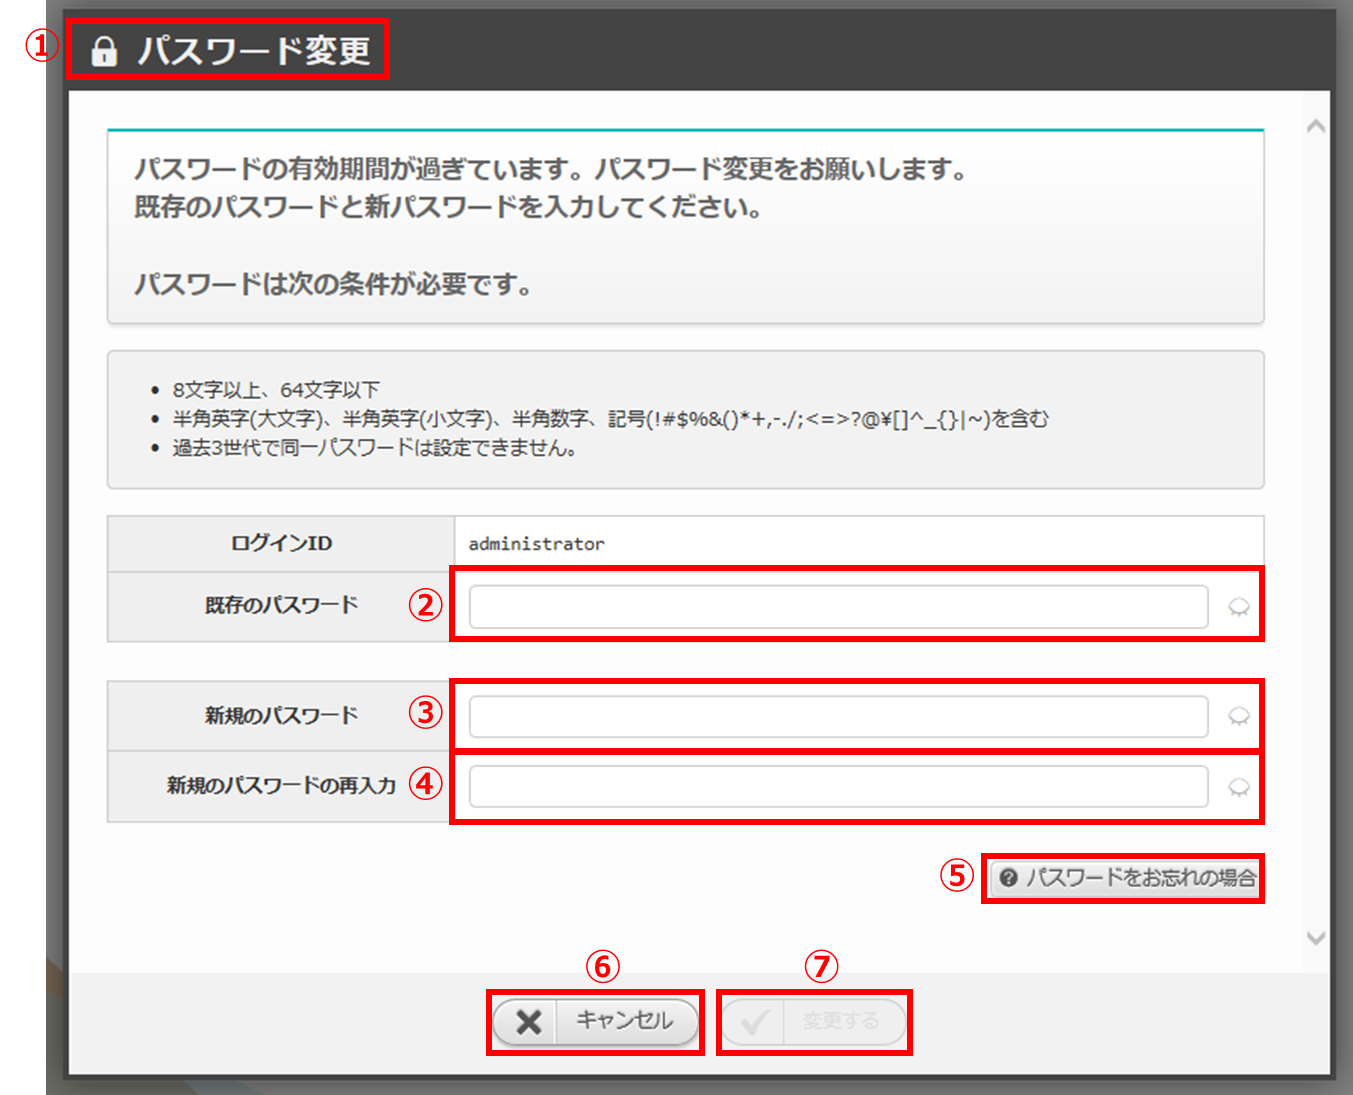 ① パスワード変更
パスワードの有効期間が過ぎています。パスワード変更をお願いします。
既存のパスワードと新パスワードを入力してください。
パスワードは次の条件が必要です。
• 8文字以上、64文字以下
• 半角英字(大文字)、半角英字(小文字)、半角数字、記号(!#$%&()*+,-./;<=>?@¥[]^_{}|~)を含む
• 過去3世代で同一パスワードは設定できません。
ログインID administrator
既存のパスワード ②
新規のパスワード ③
新規のパスワードの再入力 ④
⑤ パスワードをお忘れの場合
⑥ ⑦
キャンセル 変更する